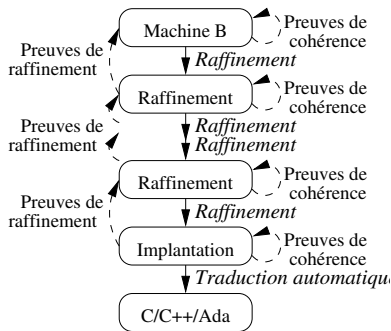 Machine B
Preuves de
cohérence
Preuves de
raffinement
Raffinement
Raffinement
Preuves de
cohérence
Preuves de
raffinement
Raffinement
Raffinement
Raffinement
Preuves de
cohérence
Preuves de
raffinement
Raffinement
Implantation
Preuves de
cohérence
Traduction automatique
C/C++/Ada